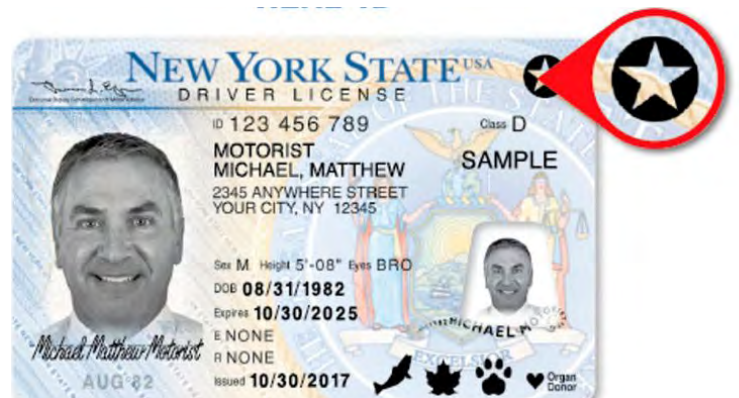 NEW YORK STATE USA
DRIVER LICENSE
ID 123 456 789
Class D
MOTORIST
MICHAEL, MATTHEW
SAMPLE
2345 ANYWHERE STREET
YOUR CITY, NY 12345
Sex M Height 5'-08" Eyes BRO
DOB 08/31/1982
Expires 10/30/2025
E NONE
R NONE
Issued 10/30/2017
Michael Matthew Motorist
AUG 82
MICHAEL M MOTORI
EXCELSIOR
Organ
Donor